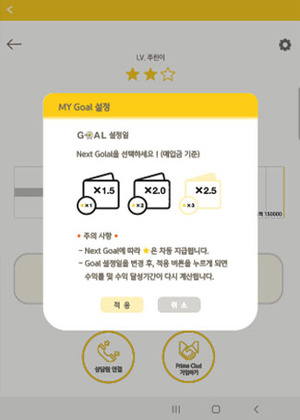 LV. 주린이
MY Goal 설정
GOAL 설정일
Next Golal을 선택하세요 ! (매입금 기준)
×1.5 ×2.0 ×2.5
×1 ×2 ×3
150000
• 주의 사항 •
- Next Goal에 따라 ★은 차등 지급됩니다.
- Goal 설정일을 변경 후, 적용 버튼을 누르게 되면
수익률 및 수익 달성기간이 다시 계산됩니다.
적 용 취 소
상담원 연결 Prime Clud
가입하기